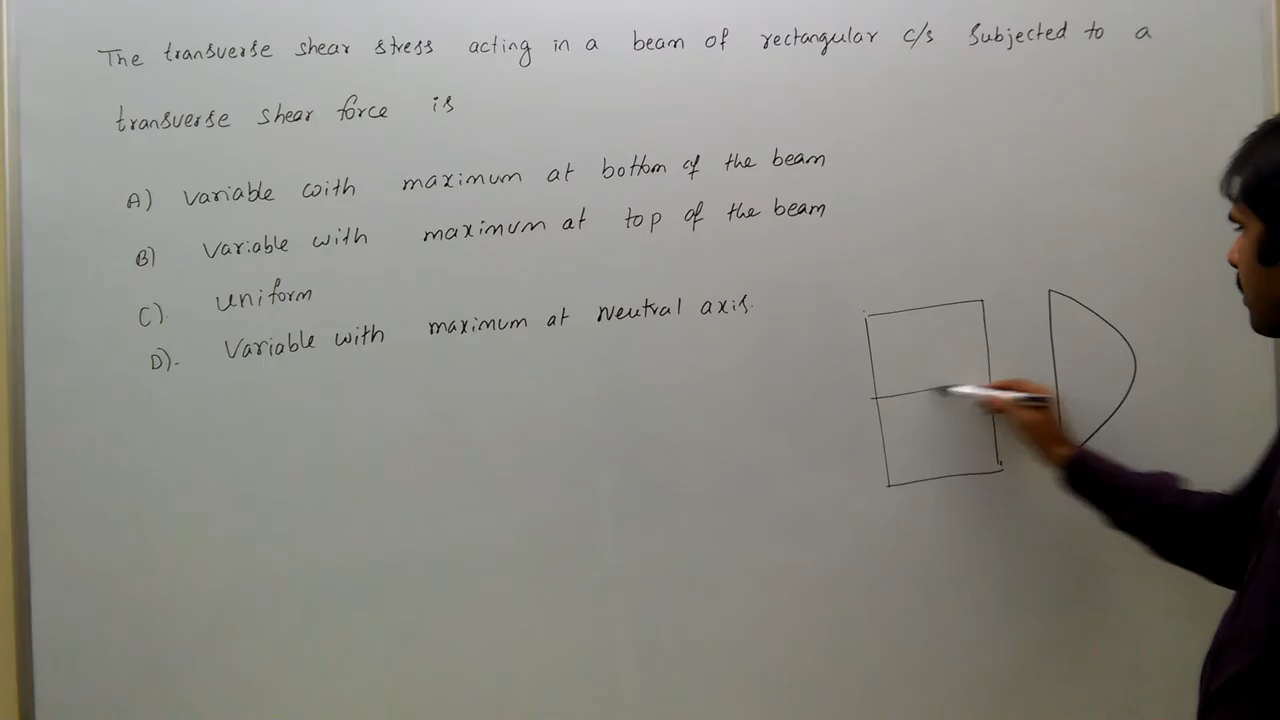 The transverse shear stress acting in a beam of rectangular c/s subjected to a
transverse shear force is
A) variable with maximum at bottom of the beam
B) variable with maximum at top of the beam
C). uniform
D). Variable with maximum at neutral axis.